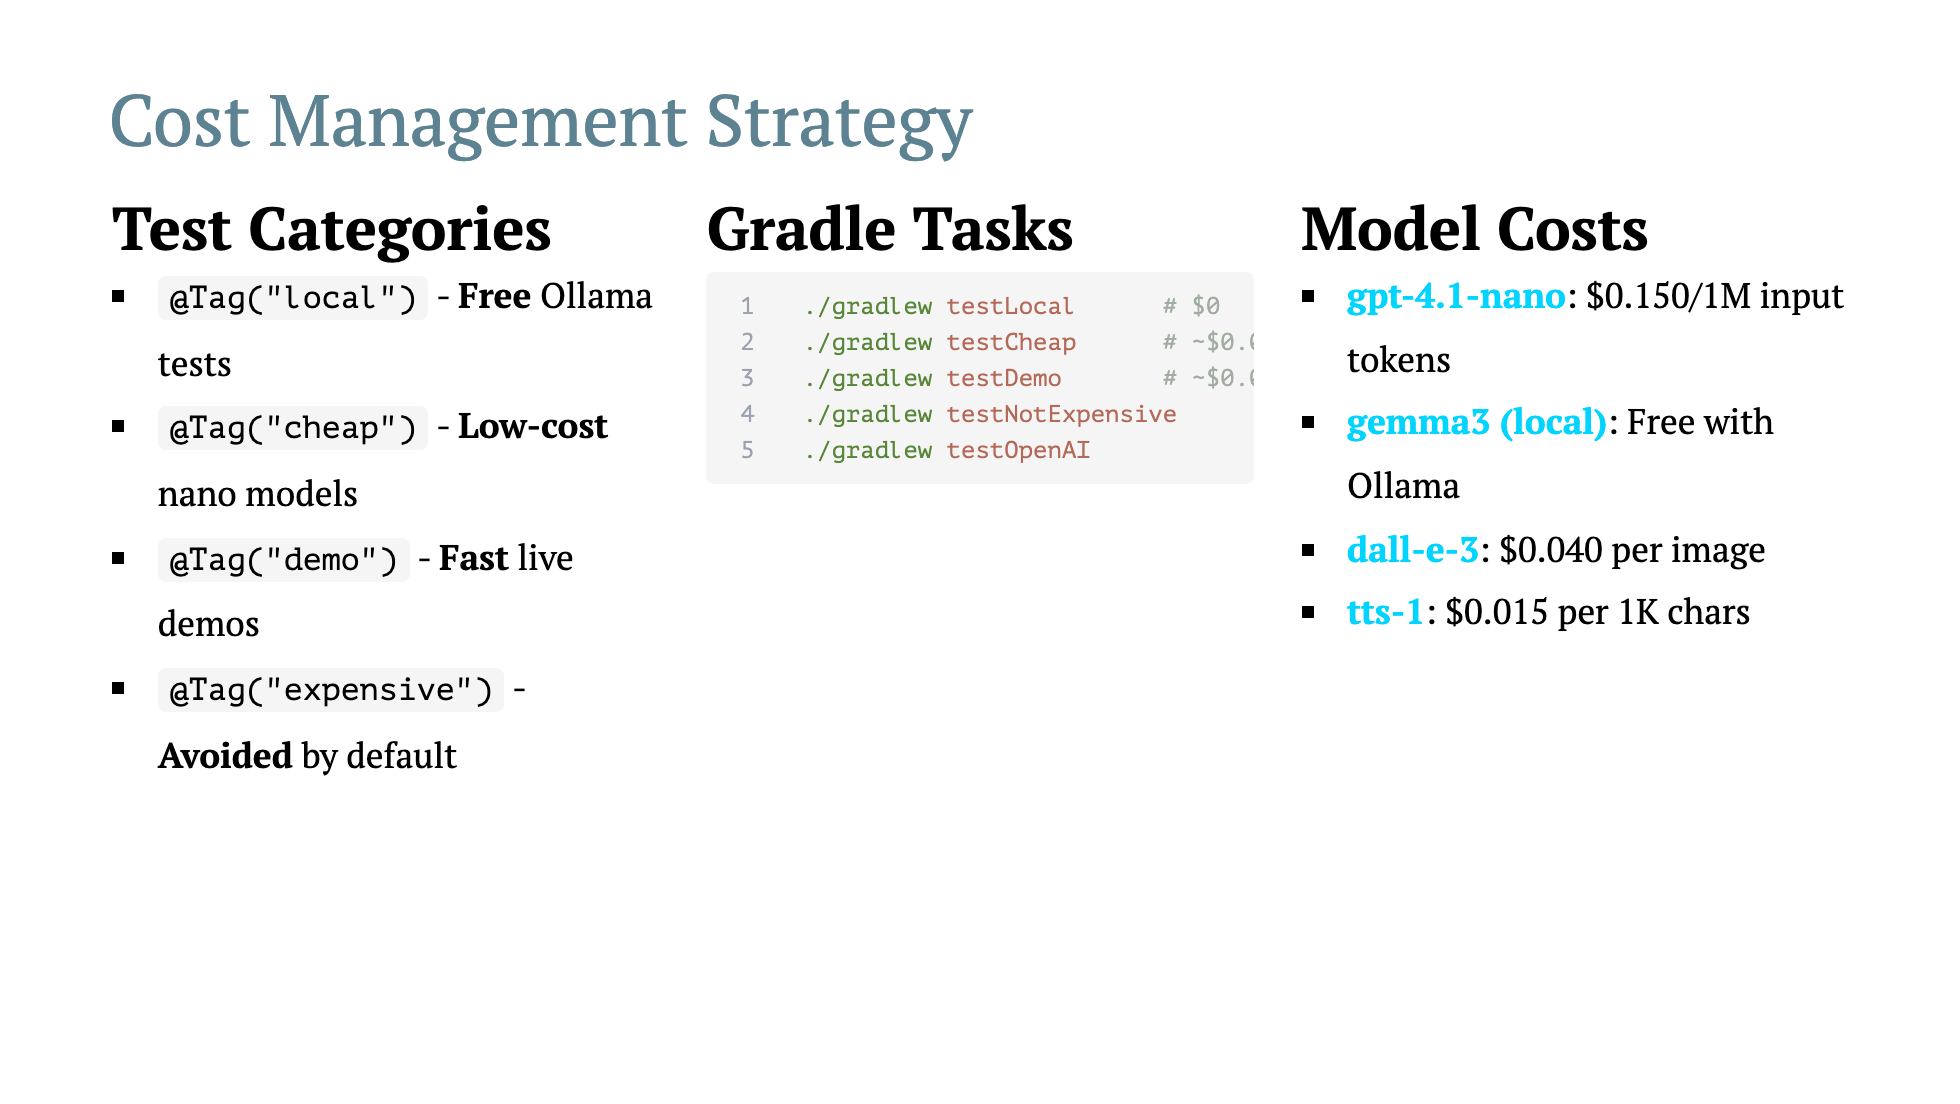 Cost Management Strategy
Test Categories
▪ @Tag("local") - Free Ollama
tests
▪ @Tag("cheap") - Low-cost
nano models
▪ @Tag("demo") - Fast live
demos
▪ @Tag("expensive") -
Avoided by default
Gradle Tasks
1 ./gradlew testLocal # $0
2 ./gradlew testCheap # ~$0.
3 ./gradlew testDemo # ~$0.
4 ./gradlew testNotExpensive
5 ./gradlew testOpenAI
Model Costs
▪ gpt-4.1-nano: $0.150/1M input
tokens
▪ gemma3 (local): Free with
Ollama
▪ dall-e-3: $0.040 per image
▪ tts-1: $0.015 per 1K chars